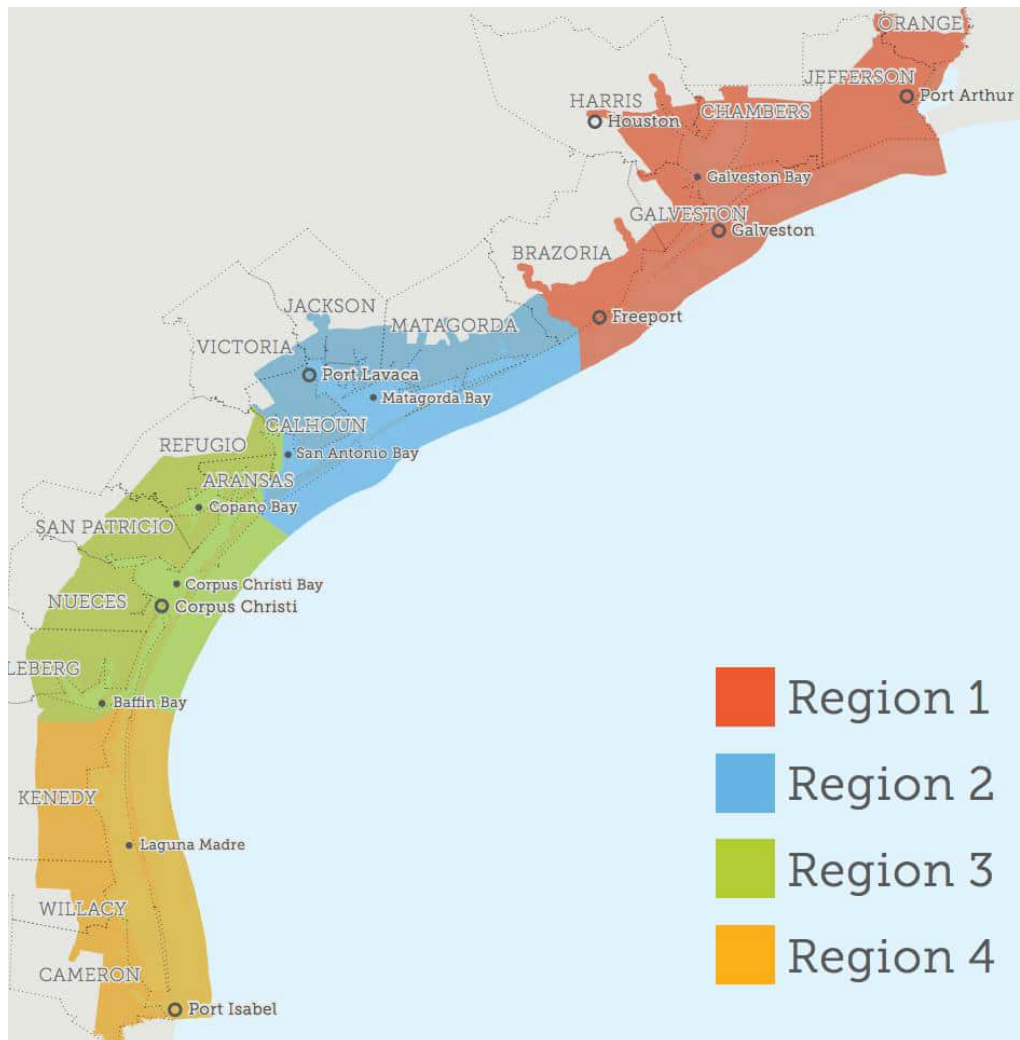 ORANGE
JEFFERSON
Port Arthur
HARRIS
CHAMBERS
Houston
Galveston Bay
GALVESTON
Galveston
BRAZORIA
JACKSON
Freeport
MATAGORDA
VICTORIA
Port Lavaca
Matagorda Bay
CALHOUN
REFUGIO
San Antonio Bay
ARANSAS
Copano Bay
SAN PATRICIO
Corpus Christi Bay
NUECES
Corpus Christi
LEBERG
Baffin Bay
KENEDY
Laguna Madre
WILLACY
CAMERON
Port Isabel
Region 1
Region 2
Region 3
Region 4